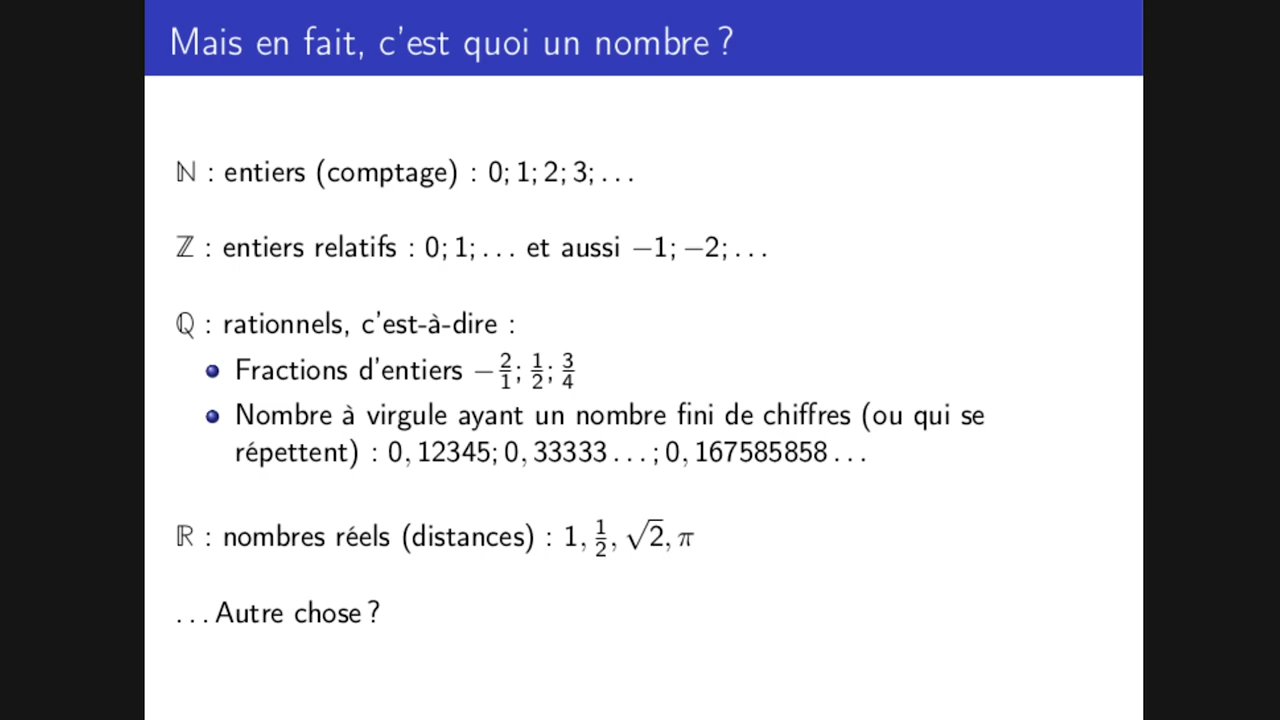 Mais en fait, c'est quoi un nombre ?
ℕ : entiers (comptage) : 0; 1; 2; 3; . . .
ℤ : entiers relatifs : 0; 1; . . . et aussi −1; −2; . . .
ℚ : rationnels, c'est-à-dire :
Fractions d'entiers −2/1; 1/2; 3/4
Nombre à virgule ayant un nombre fini de chiffres (ou qui se
répettent) : 0, 12345; 0, 33333 . . . ; 0, 167585858 . . .
ℝ : nombres réels (distances) : 1, 1/2, √2, π
. . . Autre chose ?